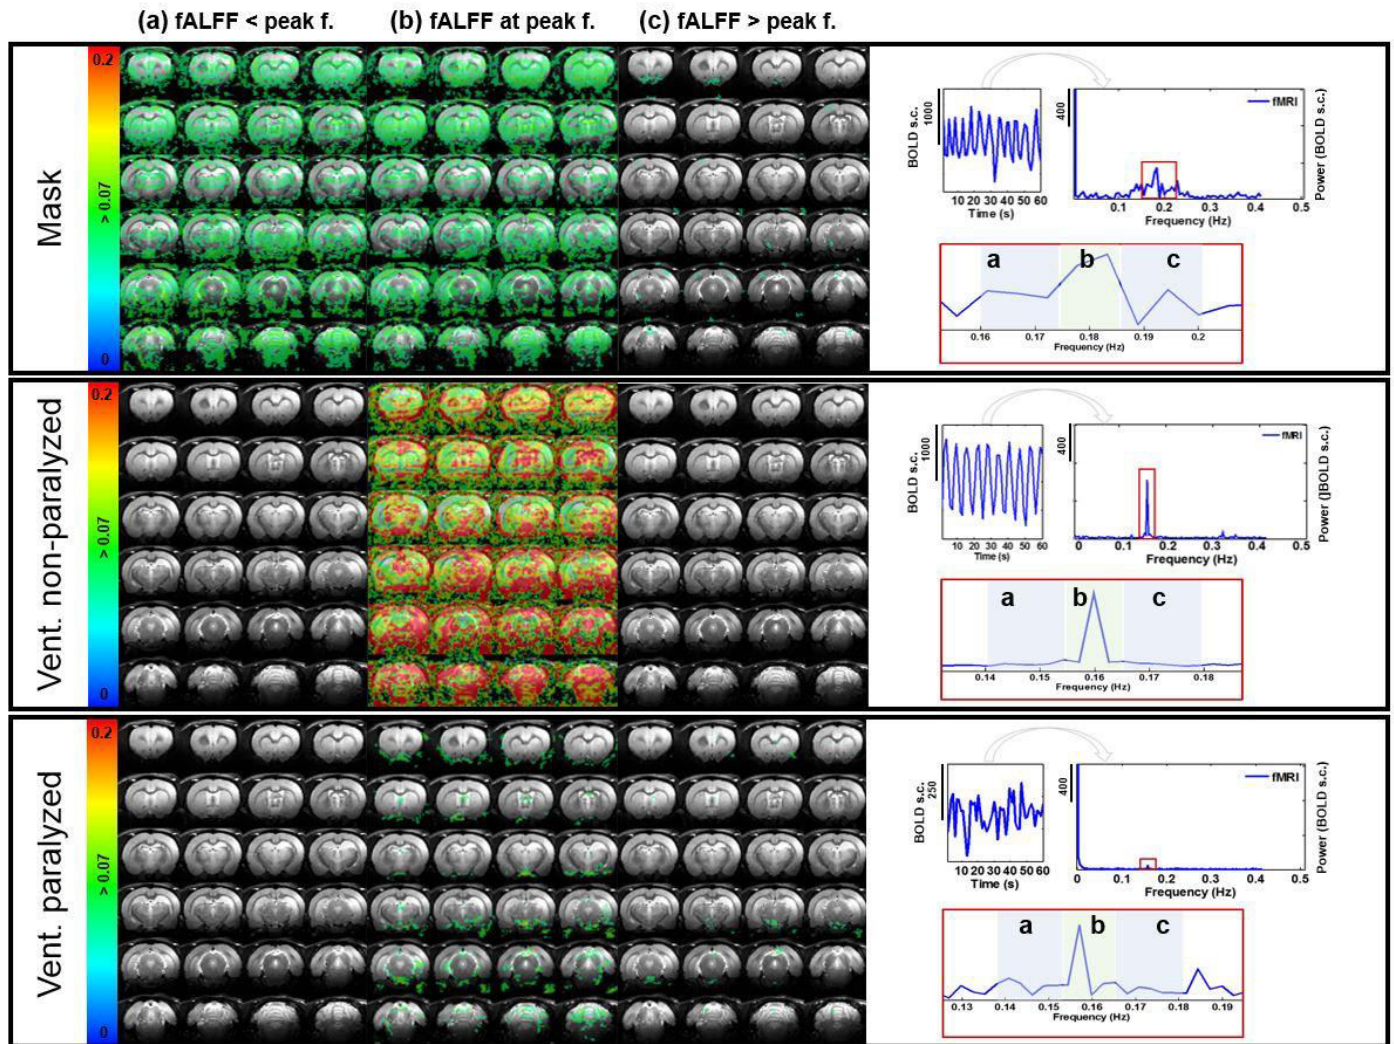 (a) fALFF < peak f.
(b) fALFF at peak f.
(c) fALFF > peak f.
Mask
0.2
> 0.07
0
BOLD s.c.
1000
10 20 30 40 50 60
Time (s)
400
fMRI
0.1 0.2 0.3 0.4 0.5
Frequency (Hz)
Power (BOLD s.c.)
a b c
0.16 0.17 0.18 0.19 0.2
Frequency (Hz)
Vent. non-paralyzed
0.2
> 0.07
0
BOLD s.c.
1000
10 20 30 40 50 60
Time (s)
400
fMRI
0 0.1 0.2 0.3 0.4 0.5
Frequency (Hz)
Power (]BOLD s.c.)
a b c
0.14 0.15 0.16 0.17 0.18
Frequency (Hz)
Vent. paralyzed
0.2
> 0.07
0
BOLD s.c.
250
10 20 30 40 50 60
Time (s)
400
fMRI
0 0.1 0.2 0.3 0.4 0.5
Frequency (Hz)
Power (BOLD s.c.)
a b c
0.13 0.14 0.15 0.16 0.17 0.18 0.19
Frequency (Hz)